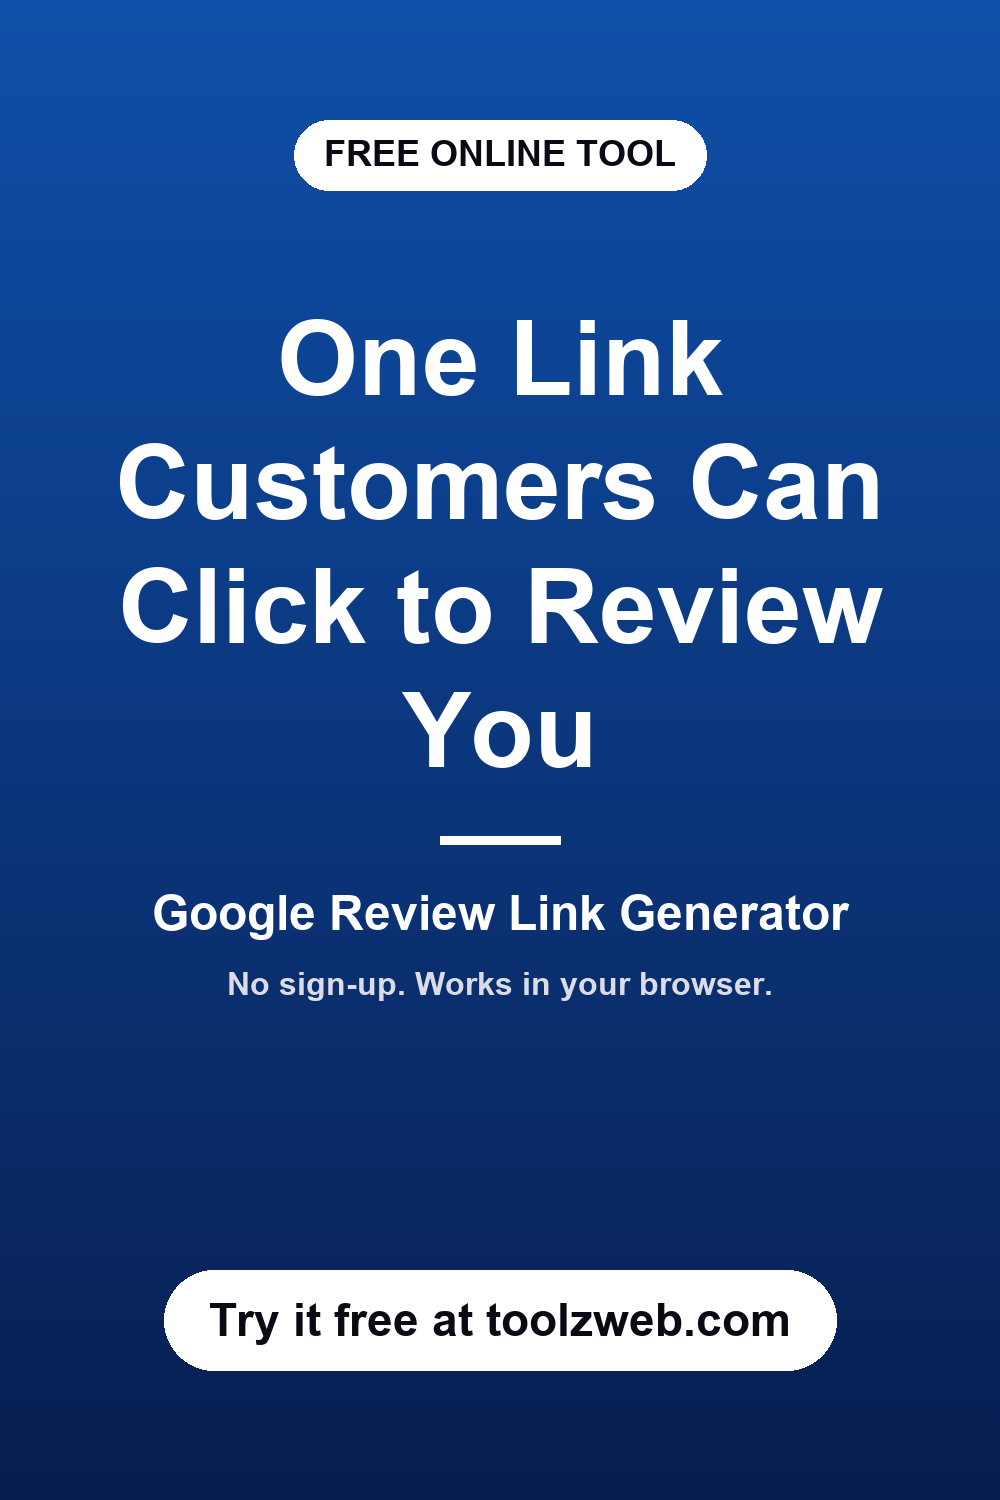 FREE ONLINE TOOL
One Link
Customers Can
Click to Review
You
Google Review Link Generator
No sign-up. Works in your browser.
Try it free at toolzweb.com